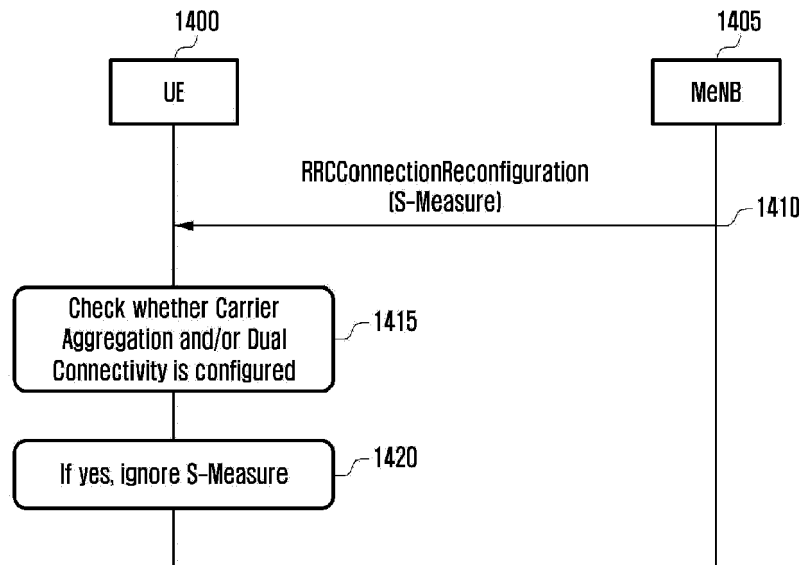 1400
1405
UE
MeNB
RRCConnectionReconfiguration
(S-Measure)
1410
Check whether Carrier
Aggregation and/or Dual
Connectivity is configured
1415
If yes, ignore S-Measure
1420